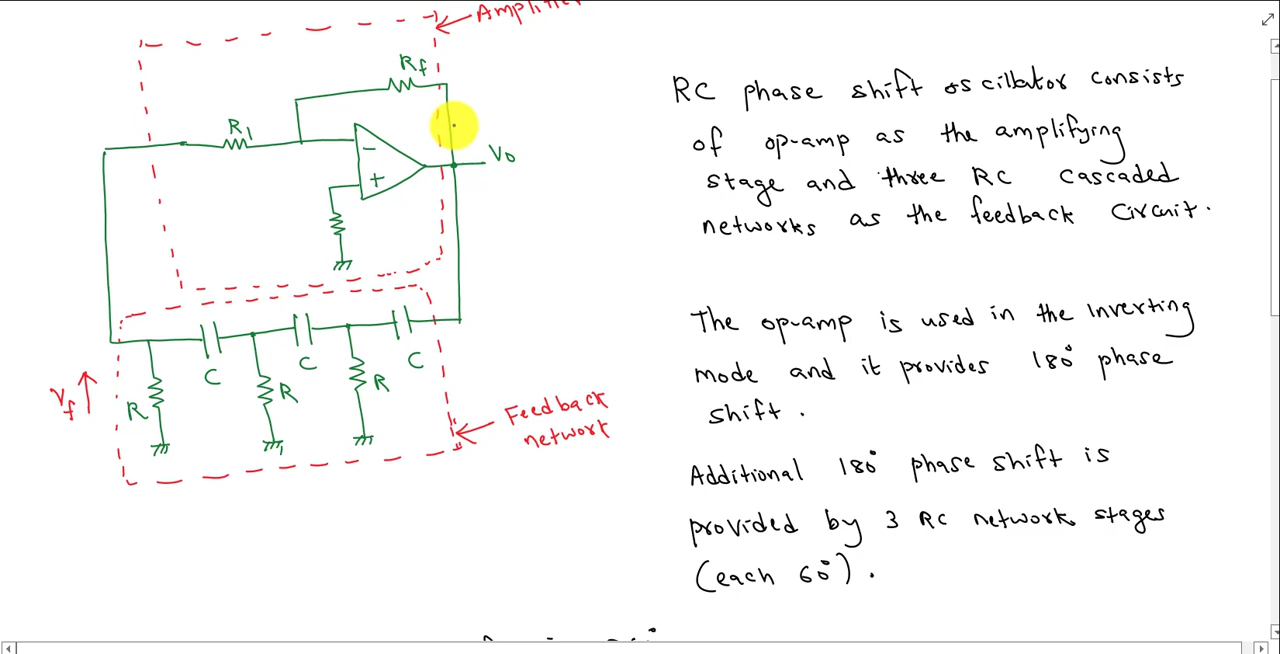 Amplifie
Rf
R1
Vo
-
+
C
C
C
R
R
R
Vf
Feedback
network
RC phase shift oscillator consists
of op-amp as the amplifying
stage and three RC cascaded
networks as the feedback circuit.
The op-amp is used in the inverting
mode and it provides 180° phase
shift.
Additional 180° phase shift is
provided by 3 RC network stages
(each 60°).